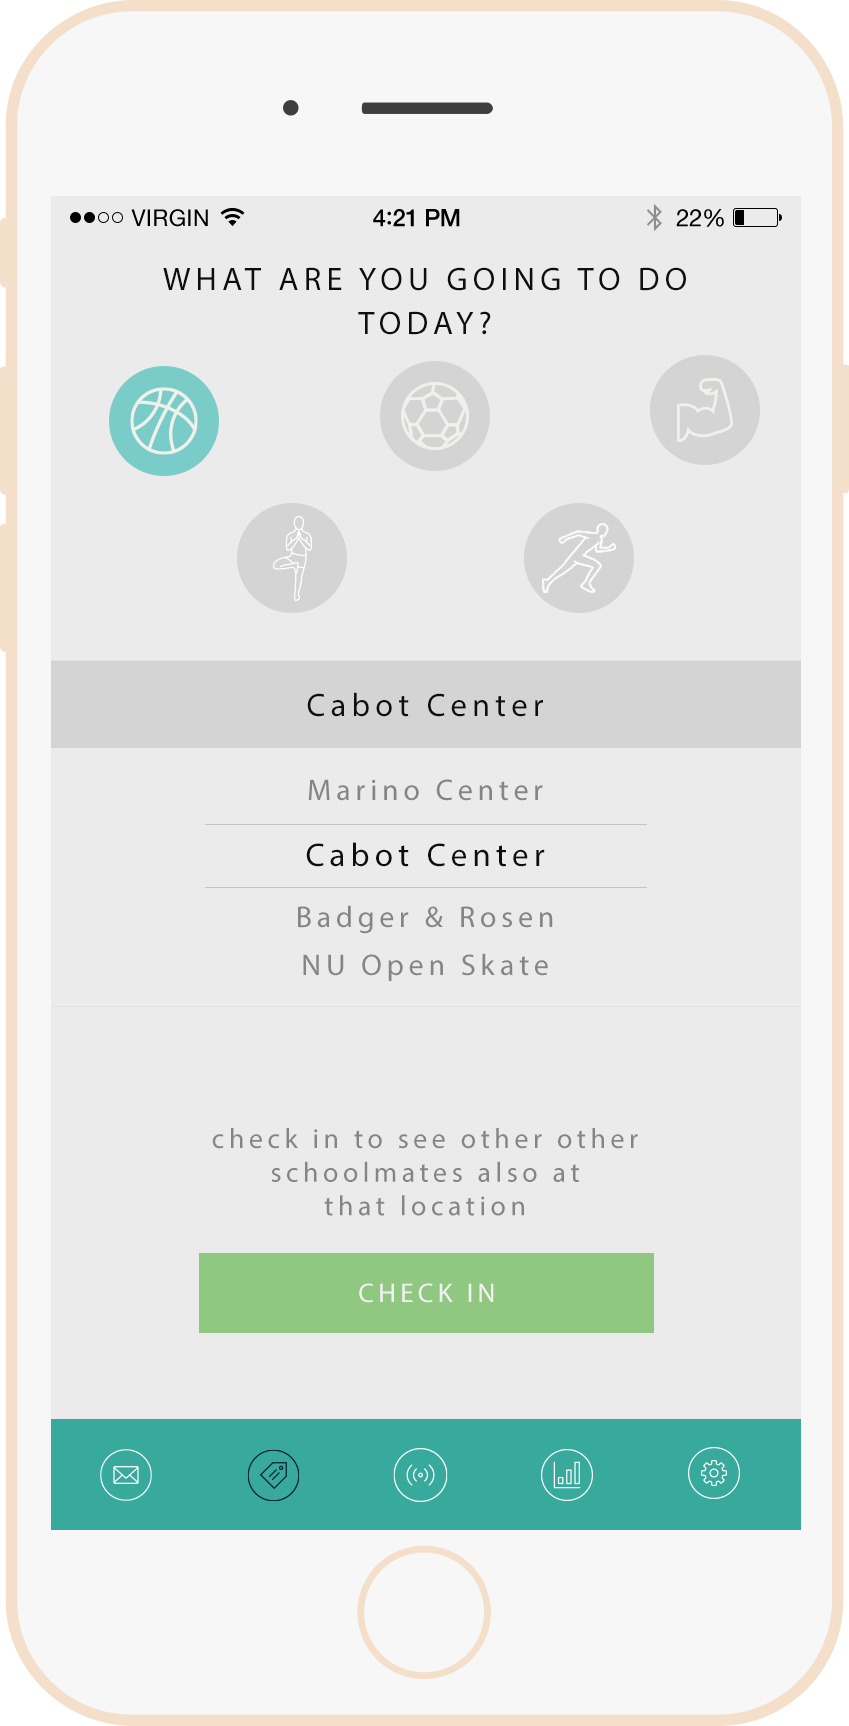 VIRGIN 4:21 PM 22%
WHAT ARE YOU GOING TO DO
TODAY?
Cabot Center
Marino Center
Cabot Center
Badger & Rosen
NU Open Skate
check in to see other other
schoolmates also at
that location
CHECK IN